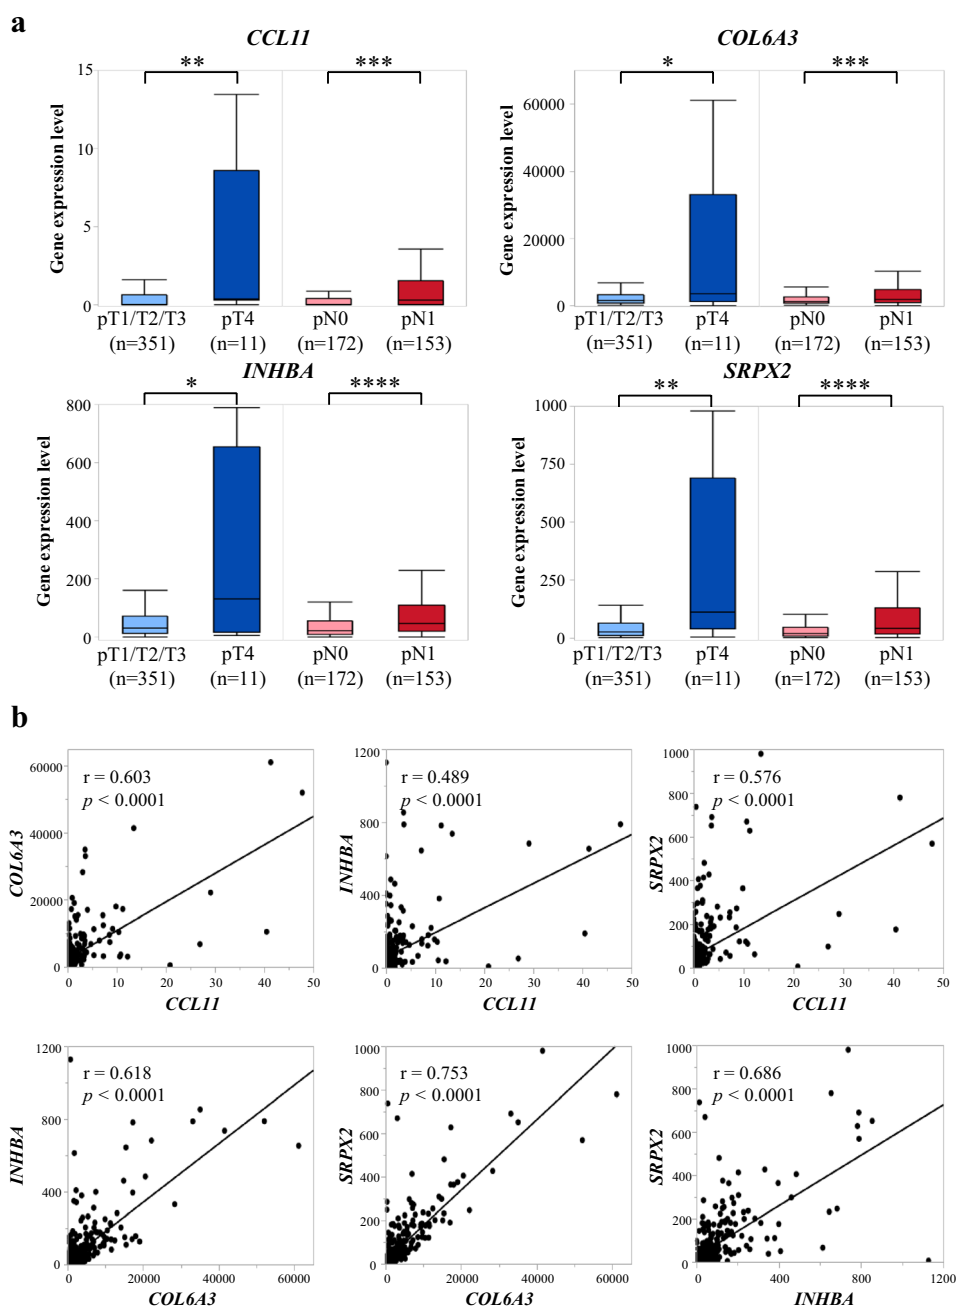 a
CCL11
COL6A3
** ***
* ***
Gene expression level
15
10
5
0
Gene expression level
60000
40000
20000
0
pT1/T2/T3 pT4 pN0 pN1
(n=351) (n=11) (n=172) (n=153)
pT1/T2/T3 pT4 pN0 pN1
(n=351) (n=11) (n=172) (n=153)
INHBA
SRPX2
* ****
** ****
Gene expression level
800
600
400
200
0
Gene expression level
1000
750
500
250
0
pT1/T2/T3 pT4 pN0 pN1
(n=351) (n=11) (n=172) (n=153)
pT1/T2/T3 pT4 pN0 pN1
(n=351) (n=11) (n=172) (n=153)
b
COL6A3
60000
40000
20000
0
r = 0.603
p < 0.0001
0 10 20 30 40 50
CCL11
INHBA
1200
800
400
0
r = 0.489
p < 0.0001
0 10 20 30 40 50
CCL11
SRPX2
1000
800
600
400
200
0
r = 0.576
p < 0.0001
0 10 20 30 40 50
CCL11
INHBA
1200
800
400
0
r = 0.618
p < 0.0001
0 20000 40000 60000
COL6A3
SRPX2
1000
800
600
400
200
0
r = 0.753
p < 0.0001
0 20000 40000 60000
COL6A3
SRPX2
1000
800
600
400
200
0
r = 0.686
p < 0.0001
0 400 800 1200
INHBA